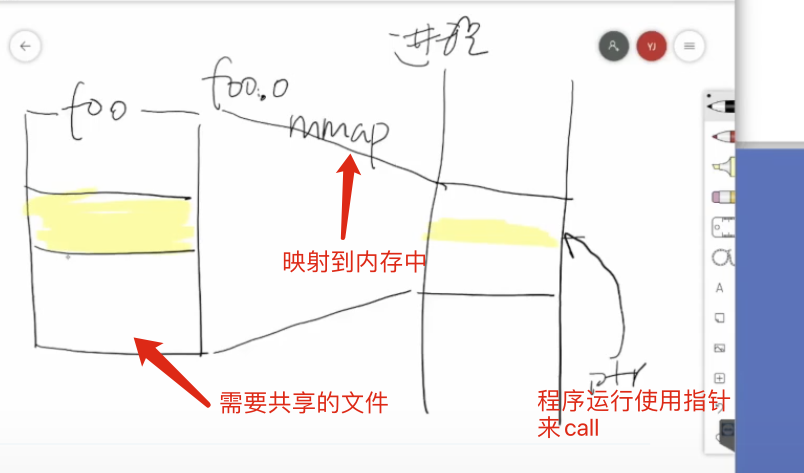 进程
YJ
foo
foo.o
mmap
映射到内存中
A
ptr
需要共享的文件
程序运行使用指针
来call